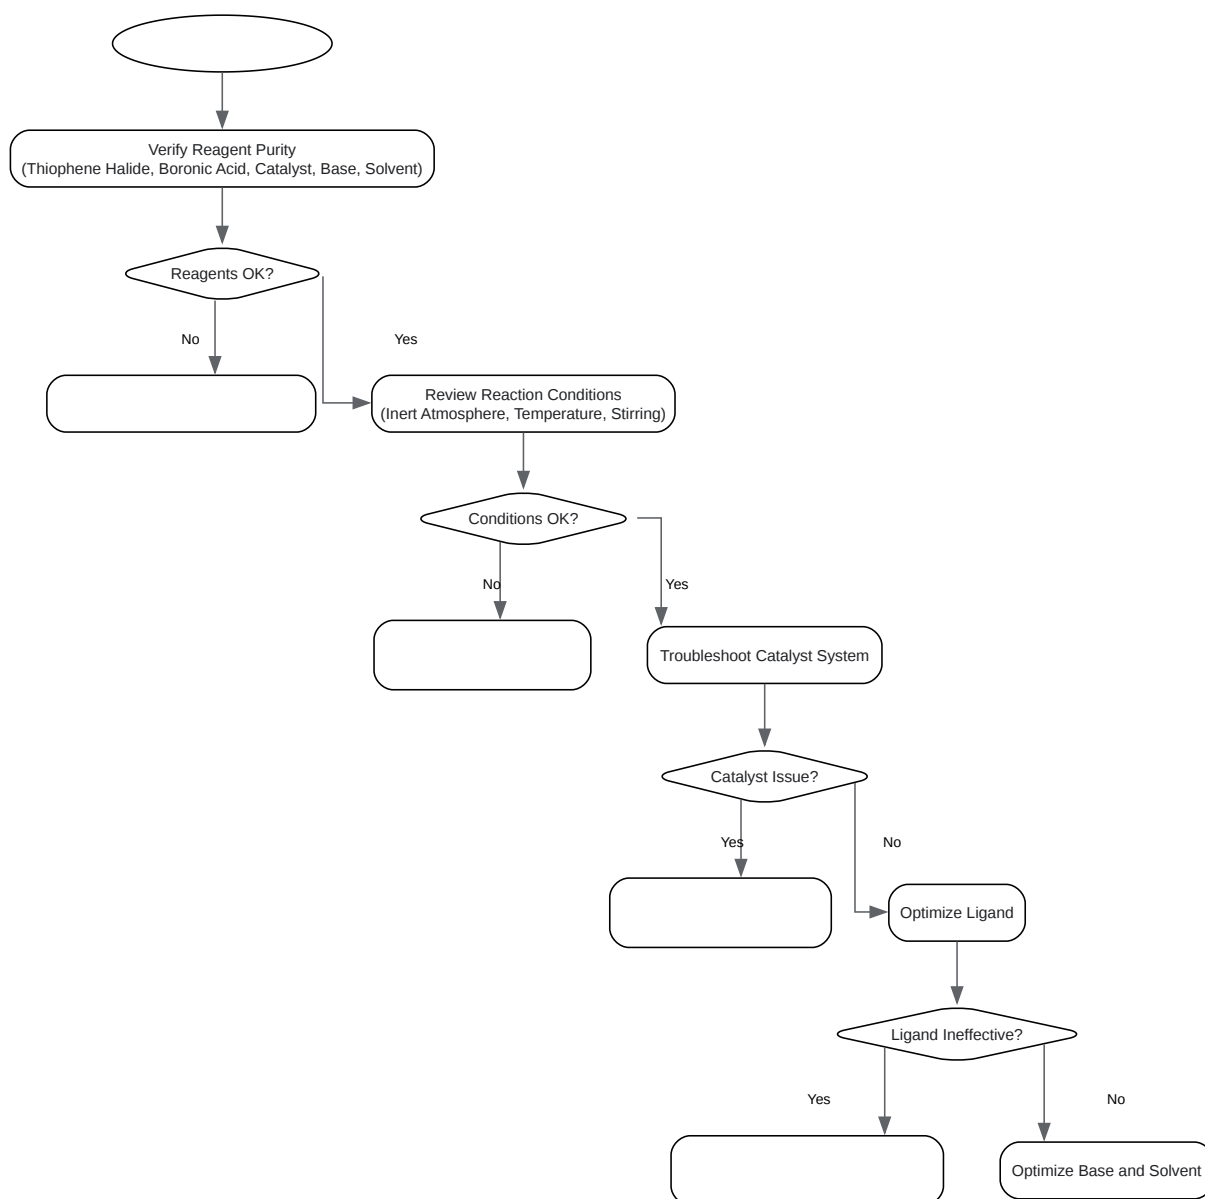 Verify Reagent Purity
(Thiophene Halide, Boronic Acid, Catalyst, Base, Solvent)
Reagents OK?
No
Yes
Review Reaction Conditions
(Inert Atmosphere, Temperature, Stirring)
Conditions OK?
No
Yes
Troubleshoot Catalyst System
Catalyst Issue?
Yes
No
Optimize Ligand
Ligand Ineffective?
Yes
No
Optimize Base and Solvent